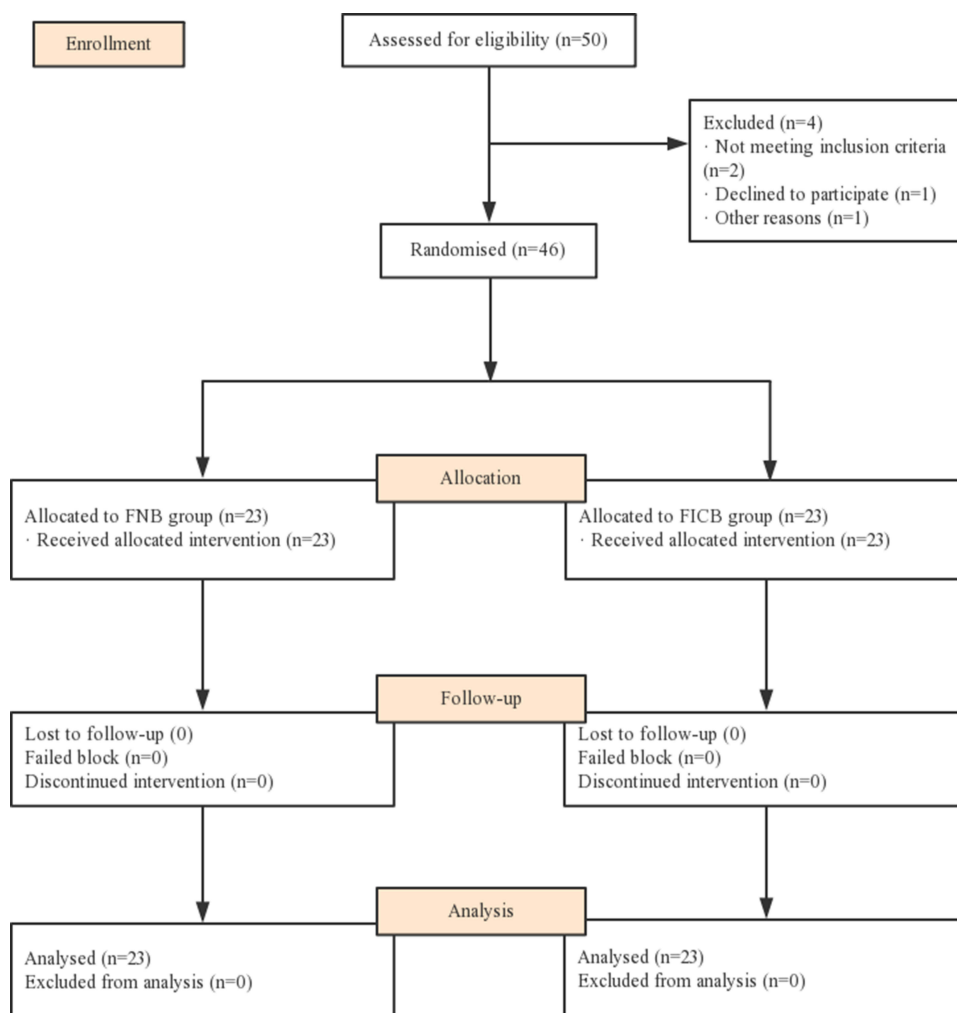 Enrollment
Assessed for eligibility (n=50)
Excluded (n=4)
· Not meeting inclusion criteria
(n=2)
· Declined to participate (n=1)
· Other reasons (n=1)
Randomised (n=46)
Allocation
Allocated to FNB group (n=23)
· Received allocated intervention (n=23)
Allocated to FICB group (n=23)
· Received allocated intervention (n=23)
Follow-up
Lost to follow-up (0)
Failed block (n=0)
Discontinued intervention (n=0)
Lost to follow-up (0)
Failed block (n=0)
Discontinued intervention (n=0)
Analysis
Analysed (n=23)
Excluded from analysis (n=0)
Analysed (n=23)
Excluded from analysis (n=0)